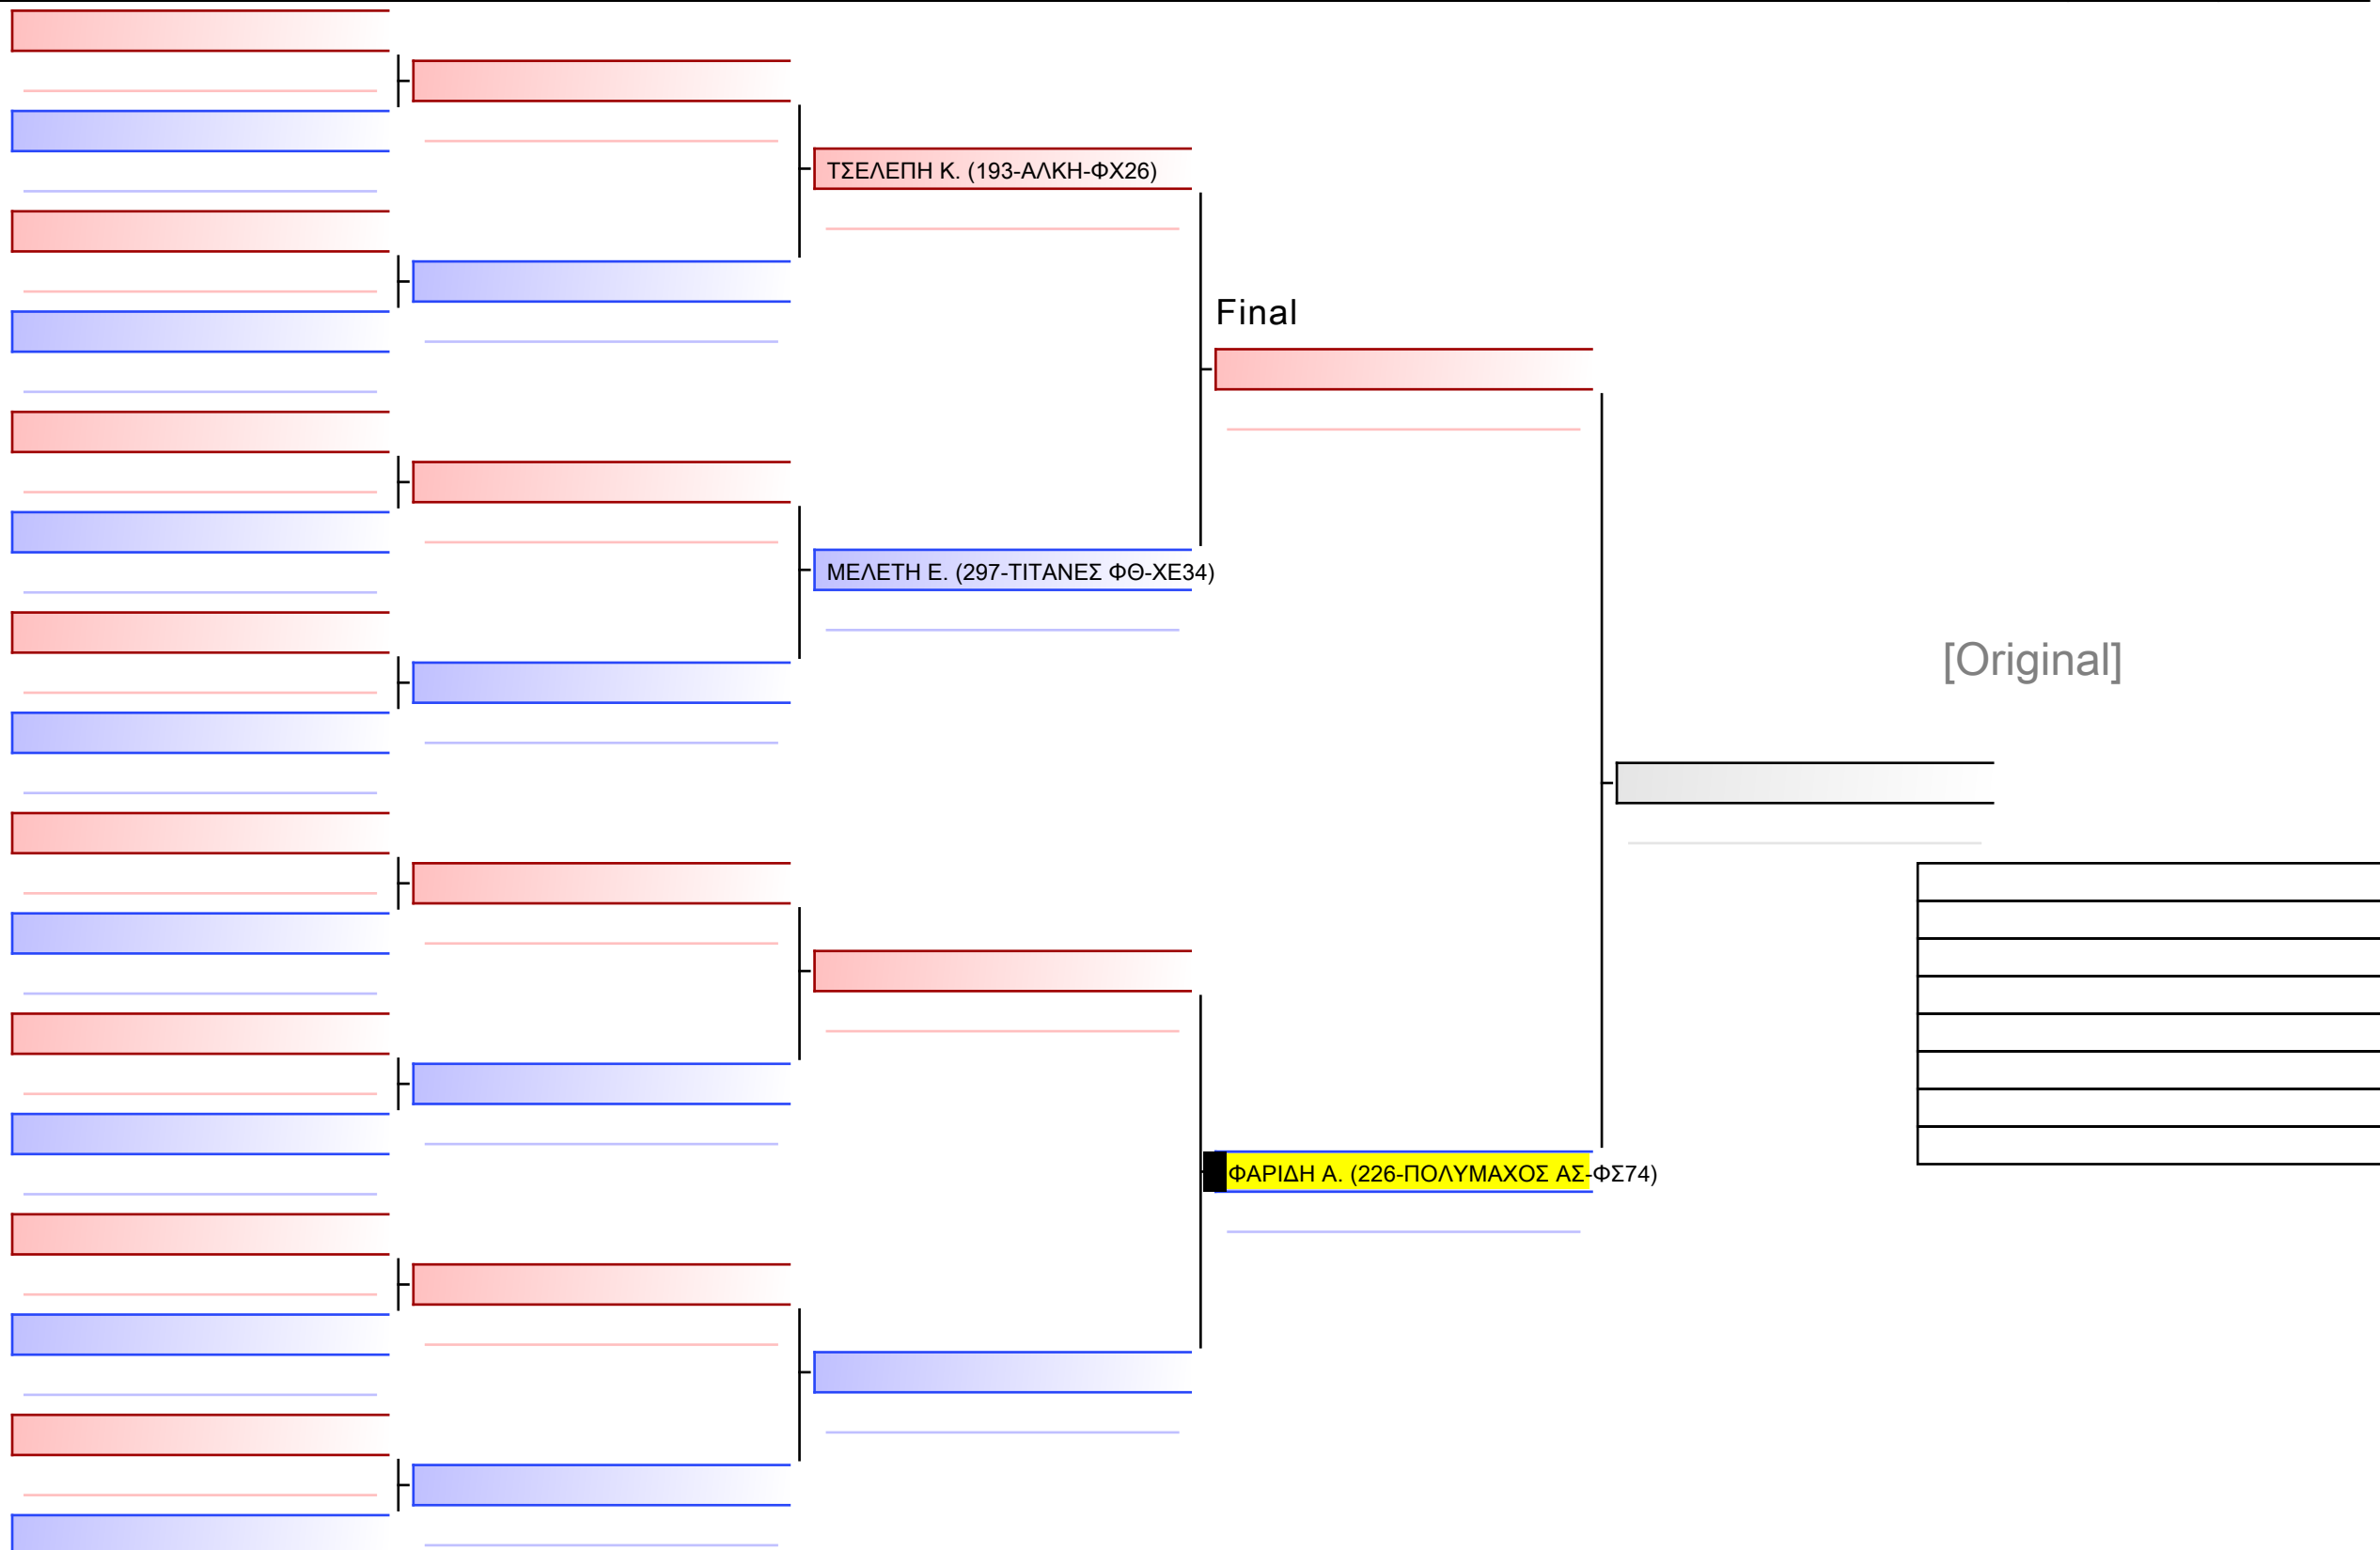 ΤΣΕΛΕΠΗ Κ. (193-ΑΛΚΗ-ΦΧ26)
Final
ΜΕΛΕΤΗ Ε. (297-ΤΙΤΑΝΕΣ ΦΘ-ΧΕ34)
[Original]
ΦΑΡΙΔΗ Α. (226-ΠΟΛΥΜΑΧΟΣ ΑΣ-ΦΣ74)